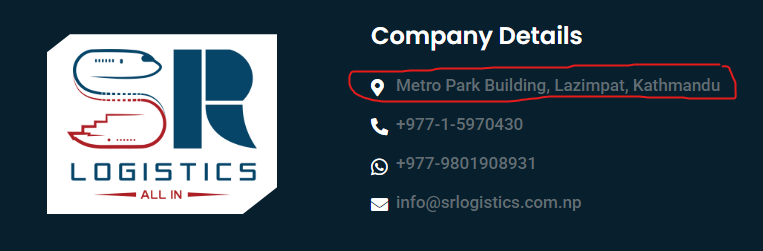 SR
LOGISTICS
ALL IN
Company Details
Metro Park Building, Lazimpat, Kathmandu
+977-1-5970430
+977-9801908931
info@srlogistics.com.np